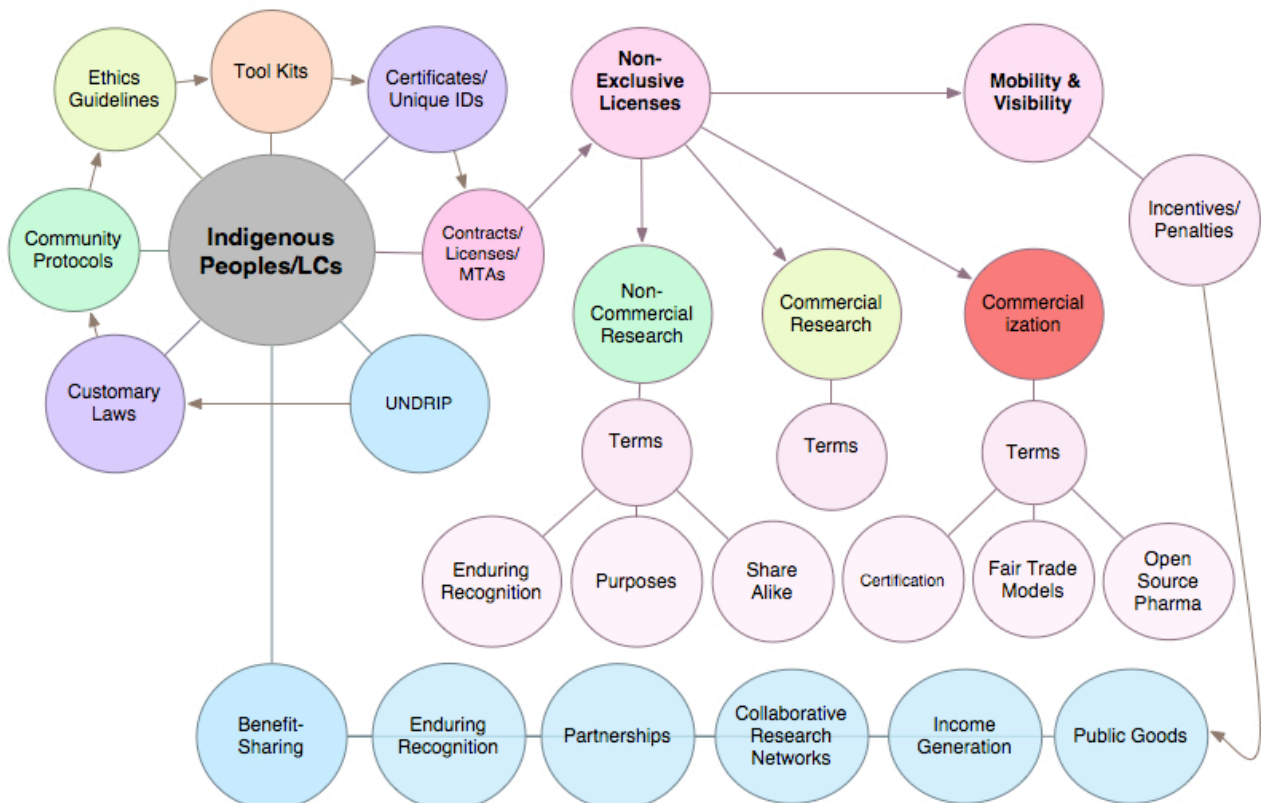 Ethics
Guidelines
Tool Kits
Certificates/
Unique IDs
Non-
Exclusive
Licenses
Mobility &
Visibility
Community
Protocols
Indigenous
Peoples/LCs
Contracts/
Licenses/
MTAs
Incentives/
Penalties
Non-
Commercial
Research
Commercial
Research
Commercial
ization
Customary
Laws
UNDRIP
Terms
Terms
Terms
Enduring
Recognition
Purposes
Share
Alike
Certification
Fair Trade
Models
Open
Source
Pharma
Benefit-
Sharing
Enduring
Recognition
Partnerships
Collaborative
Research
Networks
Income
Generation
Public Goods